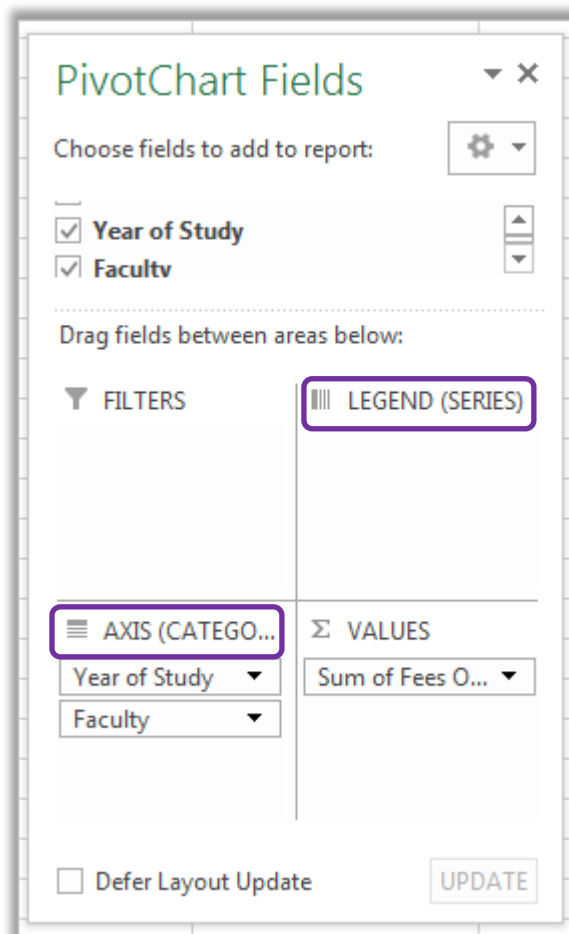 PivotChart Fields
Choose fields to add to report:
Year of Study
Faculty
Drag fields between areas below:
FILTERS
LEGEND (SERIES)
AXIS (CATEGO...
Year of Study
Faculty
Σ VALUES
Sum of Fees O...
Defer Layout Update
UPDATE